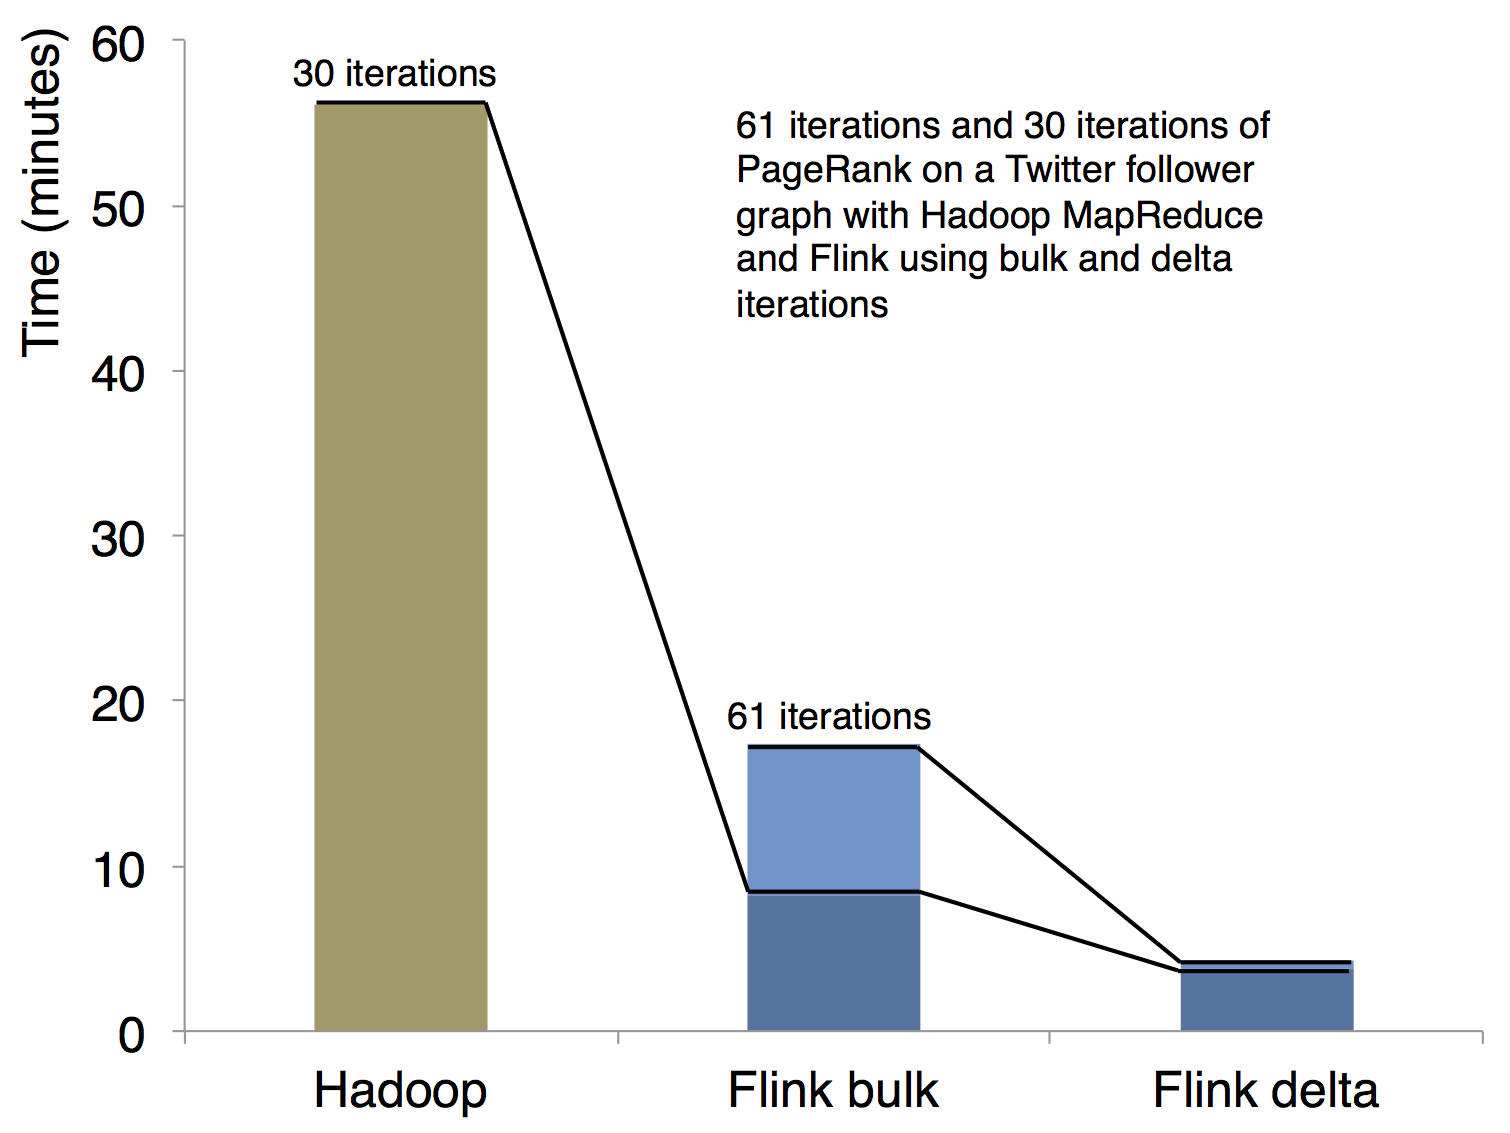 Time (minutes)
60
50
40
30
20
10
0
30 iterations
61 iterations and 30 iterations of
PageRank on a Twitter follower
graph with Hadoop MapReduce
and Flink using bulk and delta
iterations
61 iterations
Hadoop
Flink bulk
Flink delta